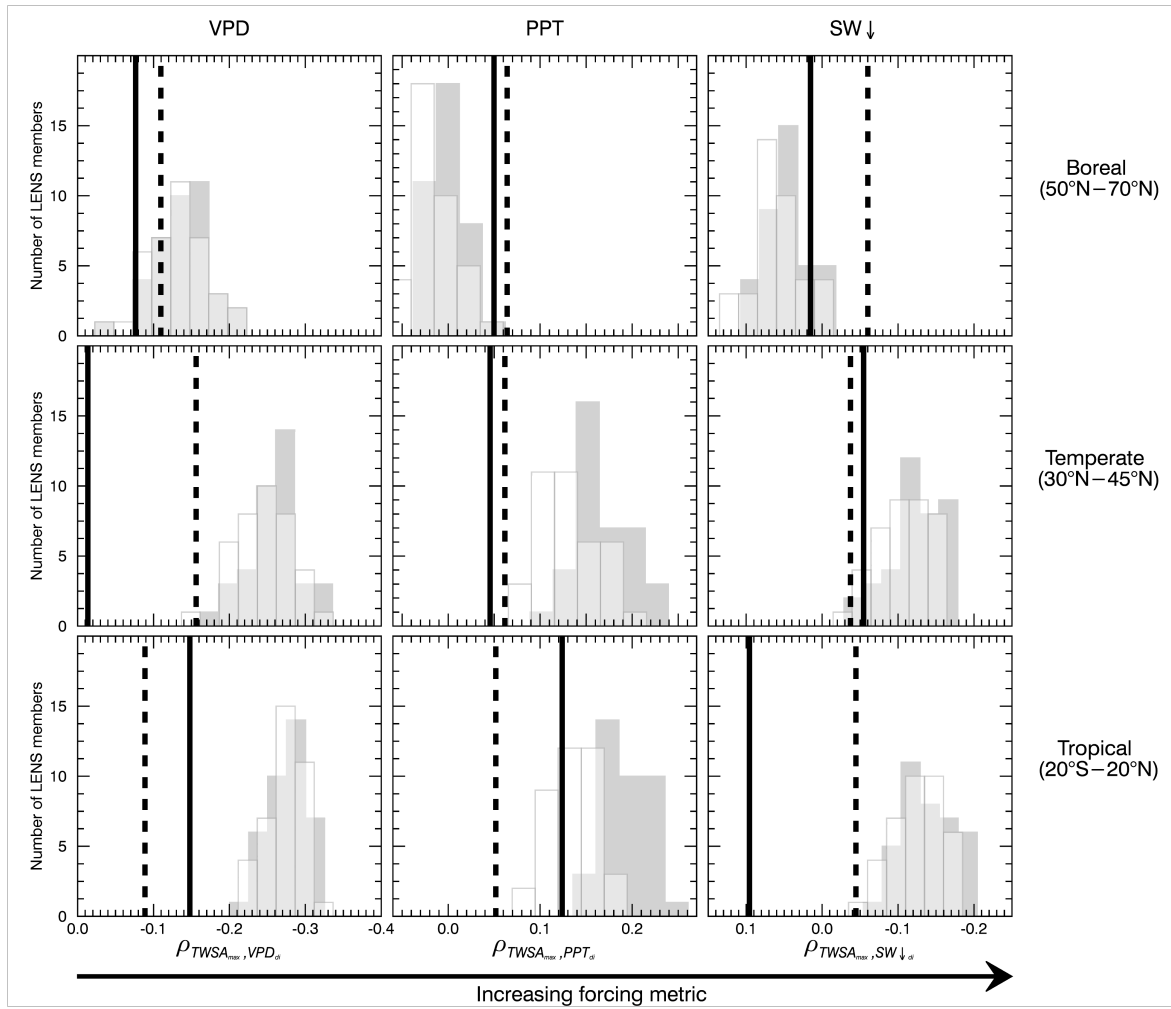 VPD PPT SW↓
Number of LENS members
15
10
5
0
Boreal
(50°N−70°N)
Number of LENS members
15
10
5
0
Temperate
(30°N−45°N)
Number of LENS members
15
10
5
0
Tropical
(20°S−20°N)
0.0 -0.1 -0.2 -0.3 -0.4 0.0 0.1 0.2 0.1 0.0 -0.1 -0.2
ρTWSAmax,VPDdi ρTWSAmax,PPTdi ρTWSAmax,SW↓di
Increasing forcing metric